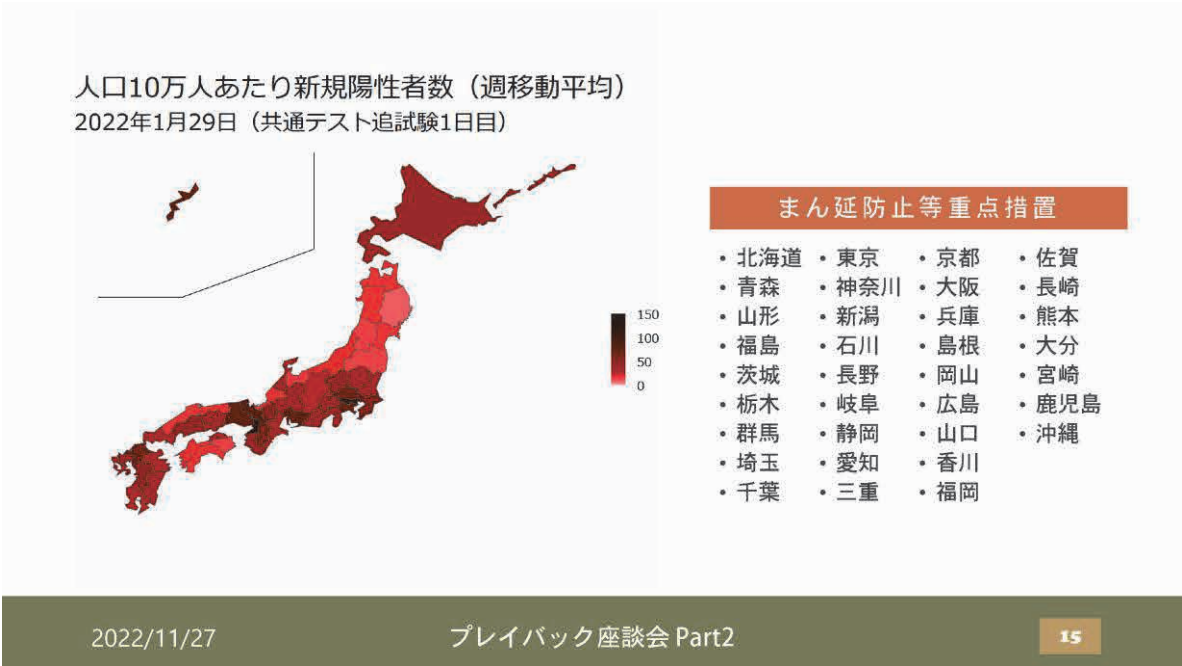 人口10万人あたり新規陽性者数（週移動平均）
2022年1月29日（共通テスト追試験1日目）
150
100
50
0
まん延防止等重点措置
・北海道
・青森
・山形
・福島
・茨城
・栃木
・群馬
・埼玉
・千葉
・東京
・神奈川
・新潟
・石川
・長野
・岐阜
・静岡
・愛知
・三重
・京都
・大阪
・兵庫
・島根
・岡山
・広島
・山口
・香川
・福岡
・佐賀
・長崎
・熊本
・大分
・宮崎
・鹿児島
・沖縄
2022/11/27
プレイバック座談会 Part2
15